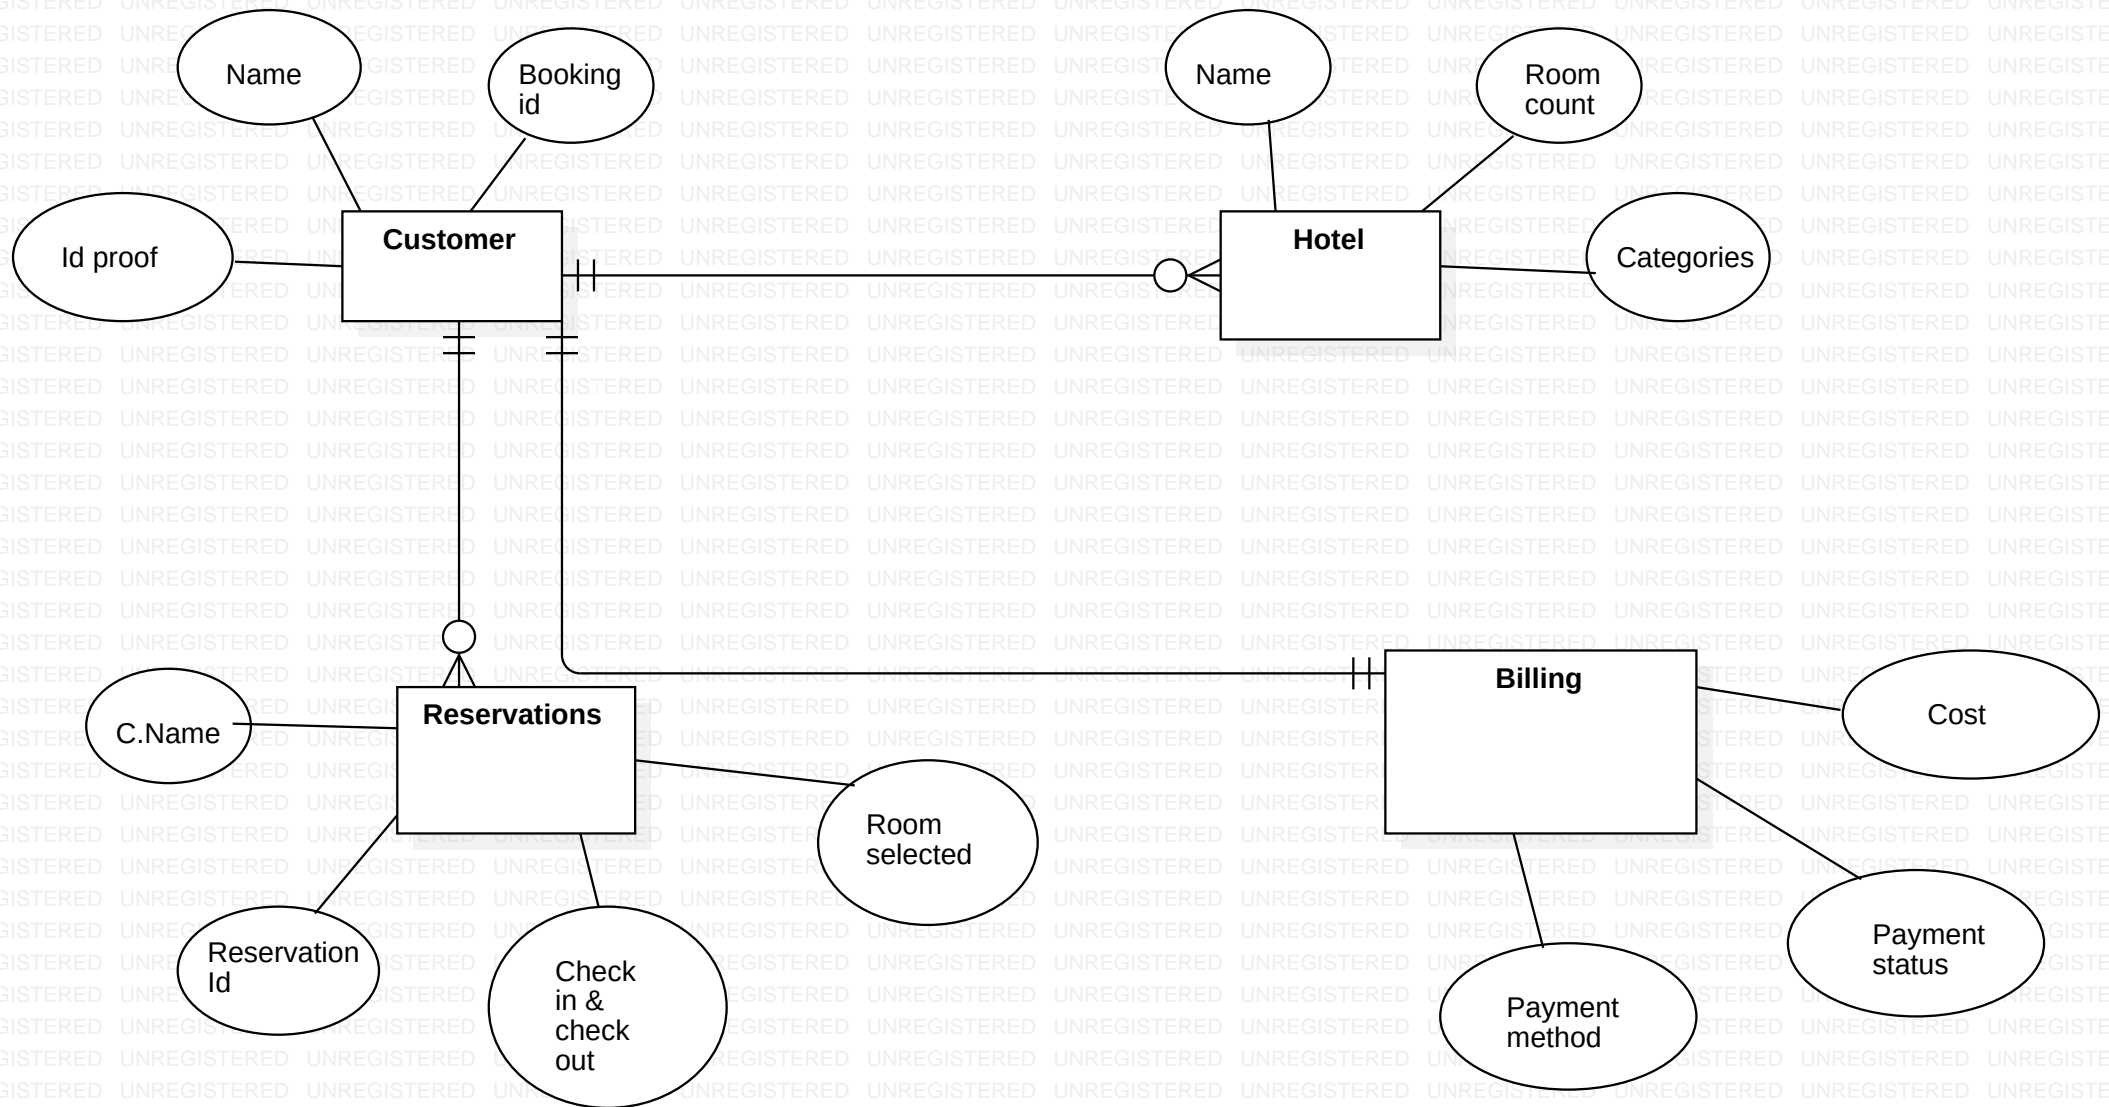 Name
Booking
id
Name
Room
count
Id proof
Customer
Hotel
Categories
C.Name
Reservations
Billing
Cost
Room
selected
Reservation
Id
Check
in &
check
out
Payment
status
Payment
method
UNREGISTERED